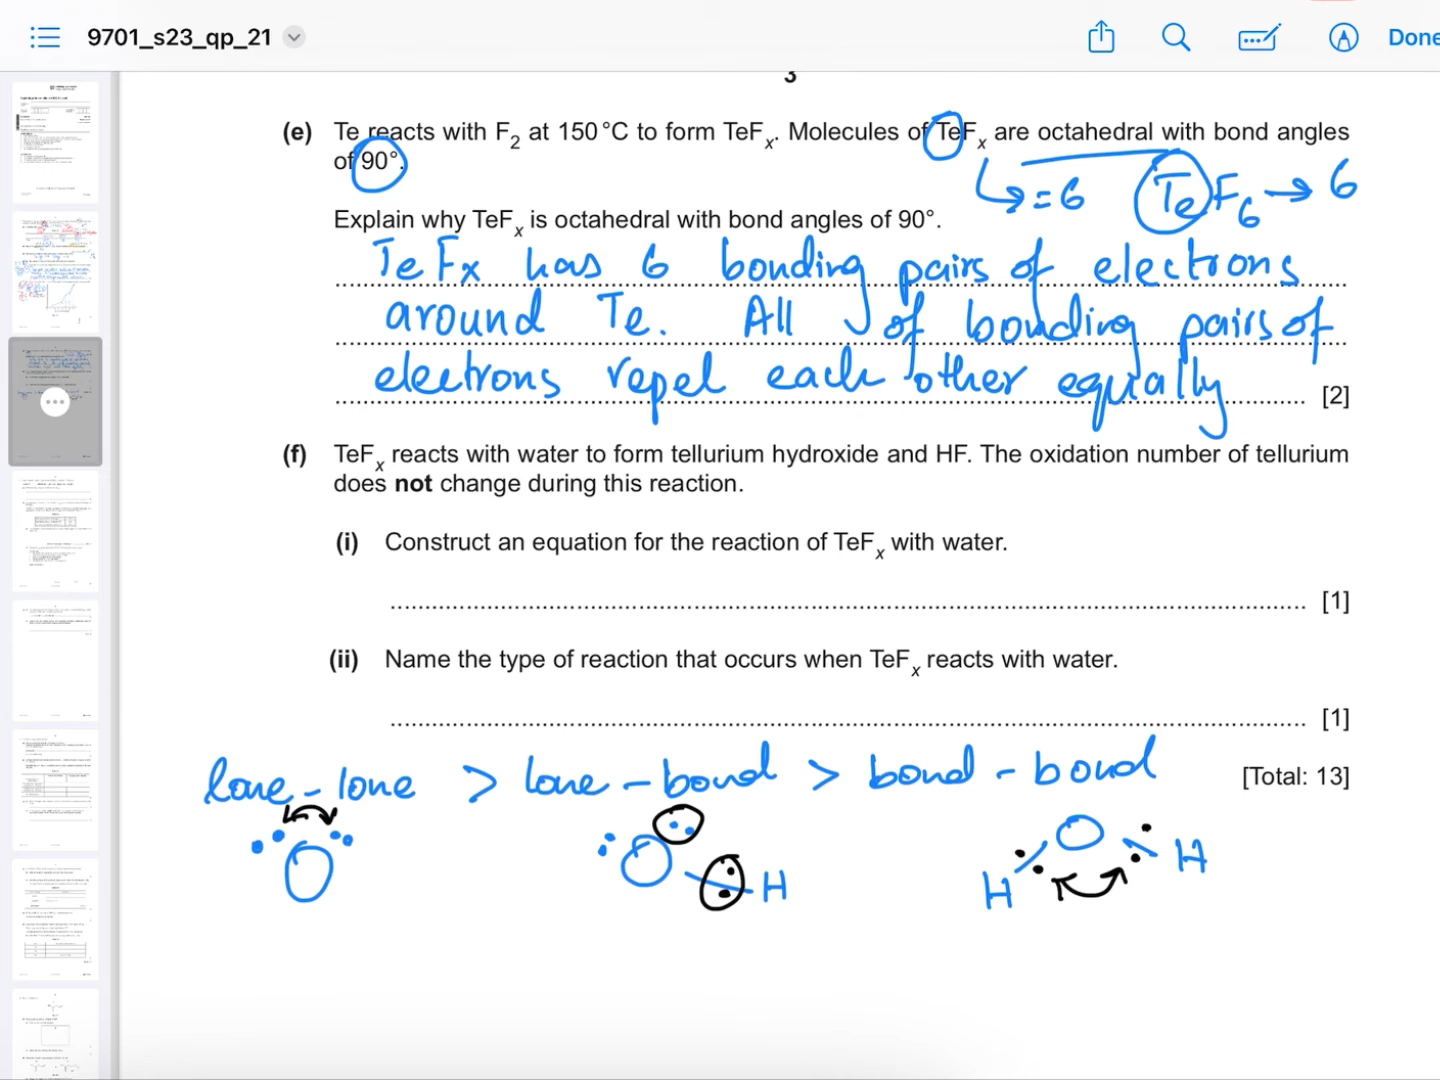 9701_s23_qp_21
Done
3
(e) Te reacts with F2 at 150 °C to form TeFx. Molecules of TeFx are octahedral with bond angles
of 90°.
↳ = 6 TeF6 → 6
Explain why TeFx is octahedral with bond angles of 90°.
TeFx has 6 bonding pairs of electrons
around Te. All of bonding pairs of
electrons repel each other equally
[2]
(f) TeFx reacts with water to form tellurium hydroxide and HF. The oxidation number of tellurium
does not change during this reaction.
(i) Construct an equation for the reaction of TeFx with water.
[1]
(ii) Name the type of reaction that occurs when TeFx reacts with water.
[1]
lone - lone > lone - bond > bond - bond
[Total: 13]
O O H H O H